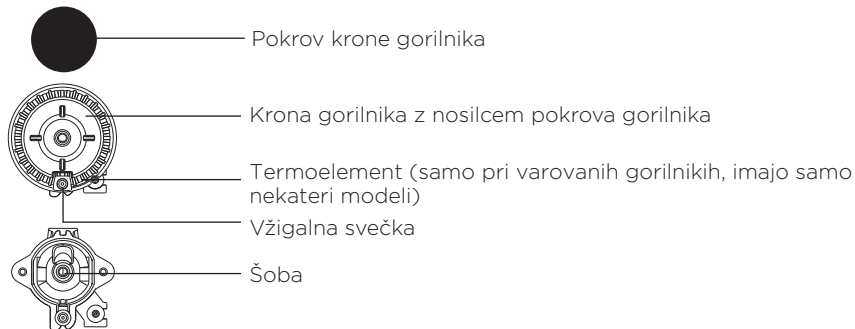 Pokrov krone gorilnika
Krona gorilnika z nosilcem pokrova gorilnika
Termoelement (samo pri varovanih gorilnikih, imajo samo
nekateri modeli)
Vžigalna svečka
Šoba